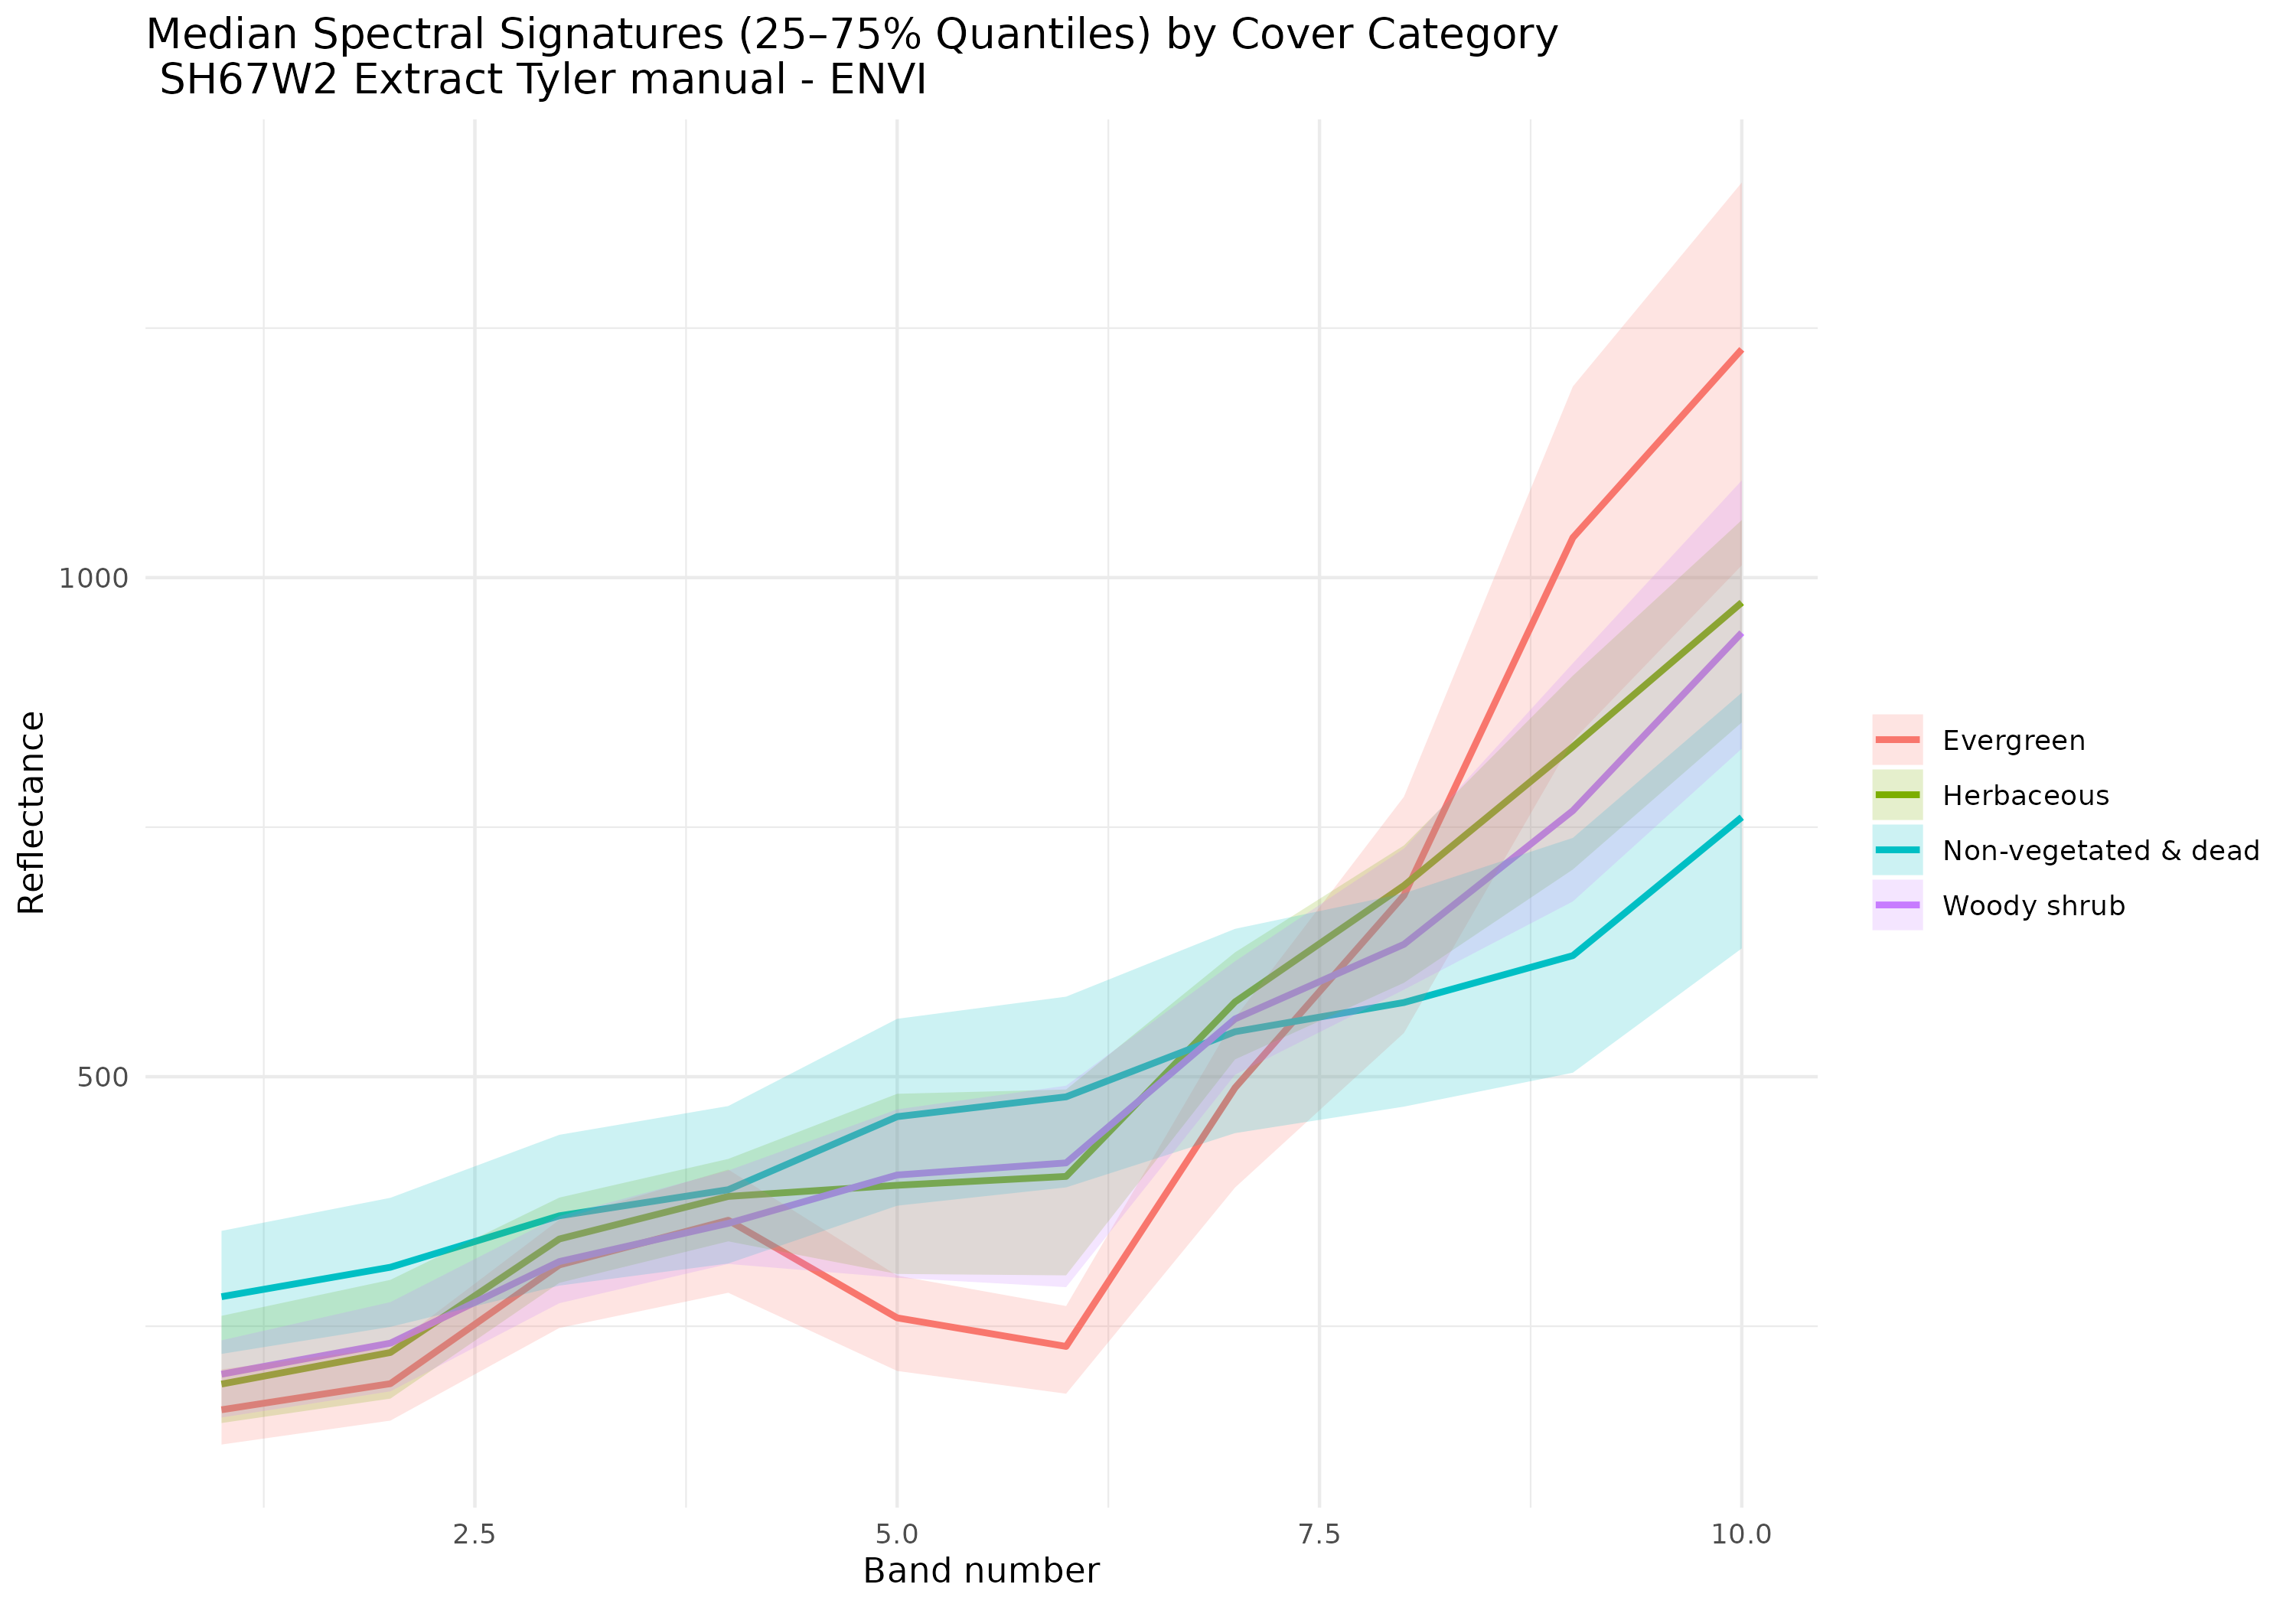 Median Spectral Signatures (25–75% Quantiles) by Cover Category
SH67W2 Extract Tyler manual - ENVI
1000
500
Reflectance
2.5
5.0
7.5
10.0
Band number
Evergreen
Herbaceous
Non-vegetated & dead
Woody shrub